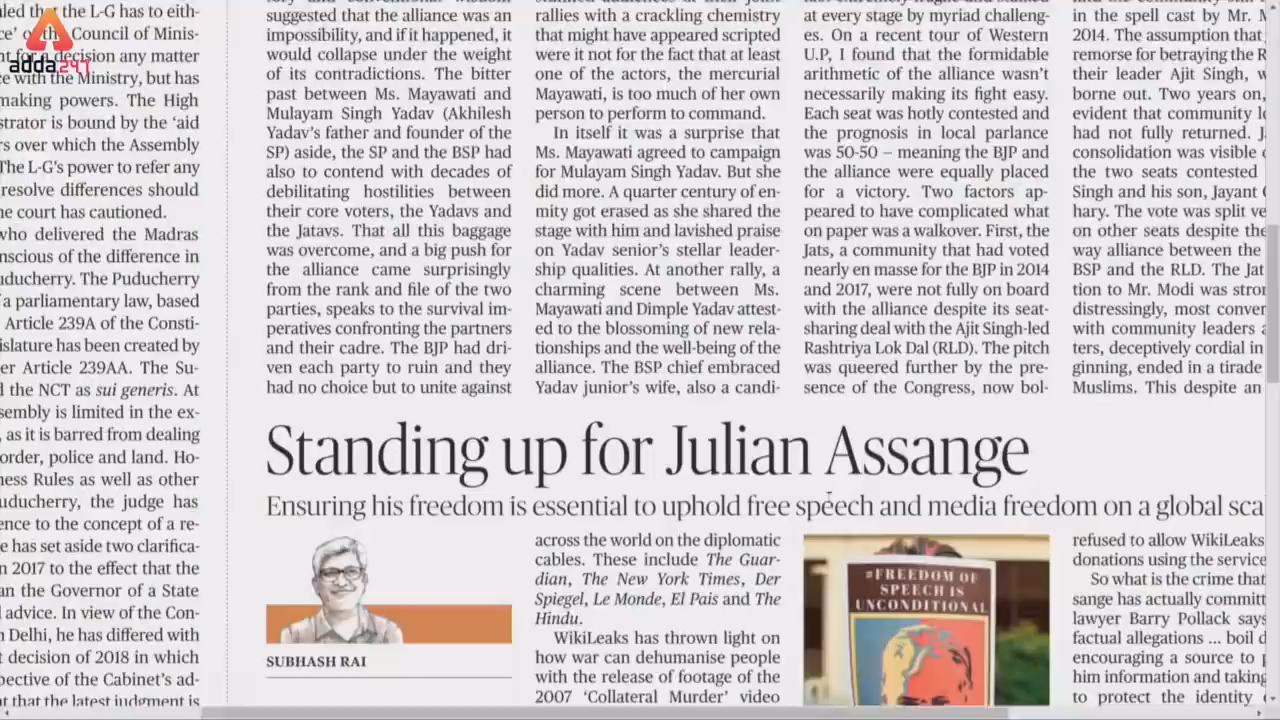 uled that the L-G has to eith-
Council of Minis-
decision any matter
e with the Ministry, but has
making powers. The High
strator is bound by the ‘aid
rs over which the Assembly
The L-G’s power to refer any
resolve differences should
he court has cautioned.
who delivered the Madras
nscious of the difference in
uducherry. The Puducherry
a parliamentary law, based
Article 239A of the Consti-
islature has been created by
er Article 239AA. The Su-
d the NCT as sui generis. At
sembly is limited in the ex-
, as it is barred from dealing
order, police and land. Ho-
ness Rules as well as other
uducherry, the judge has
ence to the concept of a re-
e has set aside two clarifica-
n 2017 to the effect that the
an the Governor of a State
l advice. In view of the Con-
n Delhi, he has differed with
t decision of 2018 in which
pective of the Cabinet’s ad-
t that the latest judgment is
adda247
suggested that the alliance was an
impossibility, and if it happened, it
would collapse under the weight
of its contradictions. The bitter
past between Ms. Mayawati and
Mulayam Singh Yadav (Akhilesh
Yadav’s father and founder of the
SP) aside, the SP and the BSP had
also to contend with decades of
debilitating hostilities between
their core voters, the Yadavs and
the Jatavs. That all this baggage
was overcome, and a big push for
the alliance came surprisingly
from the rank and file of the two
parties, speaks to the survival im-
peratives confronting the partners
and their cadre. The BJP had dri-
ven each party to ruin and they
had no choice but to unite against
rallies with a crackling chemistry
that might have appeared scripted
were it not for the fact that at least
one of the actors, the mercurial
Mayawati, is too much of her own
person to perform to command.
In itself it was a surprise that
Ms. Mayawati agreed to campaign
for Mulayam Singh Yadav. But she
did more. A quarter century of en-
mity got erased as she shared the
stage with him and lavished praise
on Yadav senior’s stellar leader-
ship qualities. At another rally, a
charming scene between Ms.
Mayawati and Dimple Yadav attest-
ed to the blossoming of new rela-
tionships and the well-being of the
alliance. The BSP chief embraced
Yadav junior’s wife, also a candi-
at every stage by myriad challeng-
es. On a recent tour of Western
U.P, I found that the formidable
arithmetic of the alliance wasn’t
necessarily making its fight easy.
Each seat was hotly contested and
the prognosis in local parlance
was 50-50 – meaning the BJP and
the alliance were equally placed
for a victory. Two factors ap-
peared to have complicated what
on paper was a walkover. First, the
Jats, a community that had voted
nearly en masse for the BJP in 2014
and 2017, were not fully on board
with the alliance despite its seat-
sharing deal with the Ajit Singh-led
Rashtriya Lok Dal (RLD). The pitch
was queered further by the pre-
sence of the Congress, now bol-
in the spell cast by Mr. M
2014. The assumption that
remorse for betraying the R
their leader Ajit Singh, w
borne out. Two years on,
evident that community l
had not fully returned. J
consolidation was visible
the two seats contested
Singh and his son, Jayant C
hary. The vote was split ve
on other seats despite the
way alliance between the
BSP and the RLD. The Jat
tion to Mr. Modi was stron
distressingly, most conver
with community leaders a
ters, deceptively cordial in
ginning, ended in a tirade
Muslims. This despite an
Standing up for Julian Assange
Ensuring his freedom is essential to uphold free speech and media freedom on a global sca
SUBHASH RAI
across the world on the diplomatic
cables. These include The Guar-
dian, The New York Times, Der
Spiegel, Le Monde, El Pais and The
Hindu.
WikiLeaks has thrown light on
how war can dehumanise people
with the release of footage of the
2007 ‘Collateral Murder’ video
#FREEDOM OF
SPEECH IS
UNCONDITIONAL
refused to allow WikiLeaks
donations using the service
So what is the crime that
sange has actually committ
lawyer Barry Pollack says
factual allegations ... boil d
encouraging a source to p
him information and taking
to protect the identity